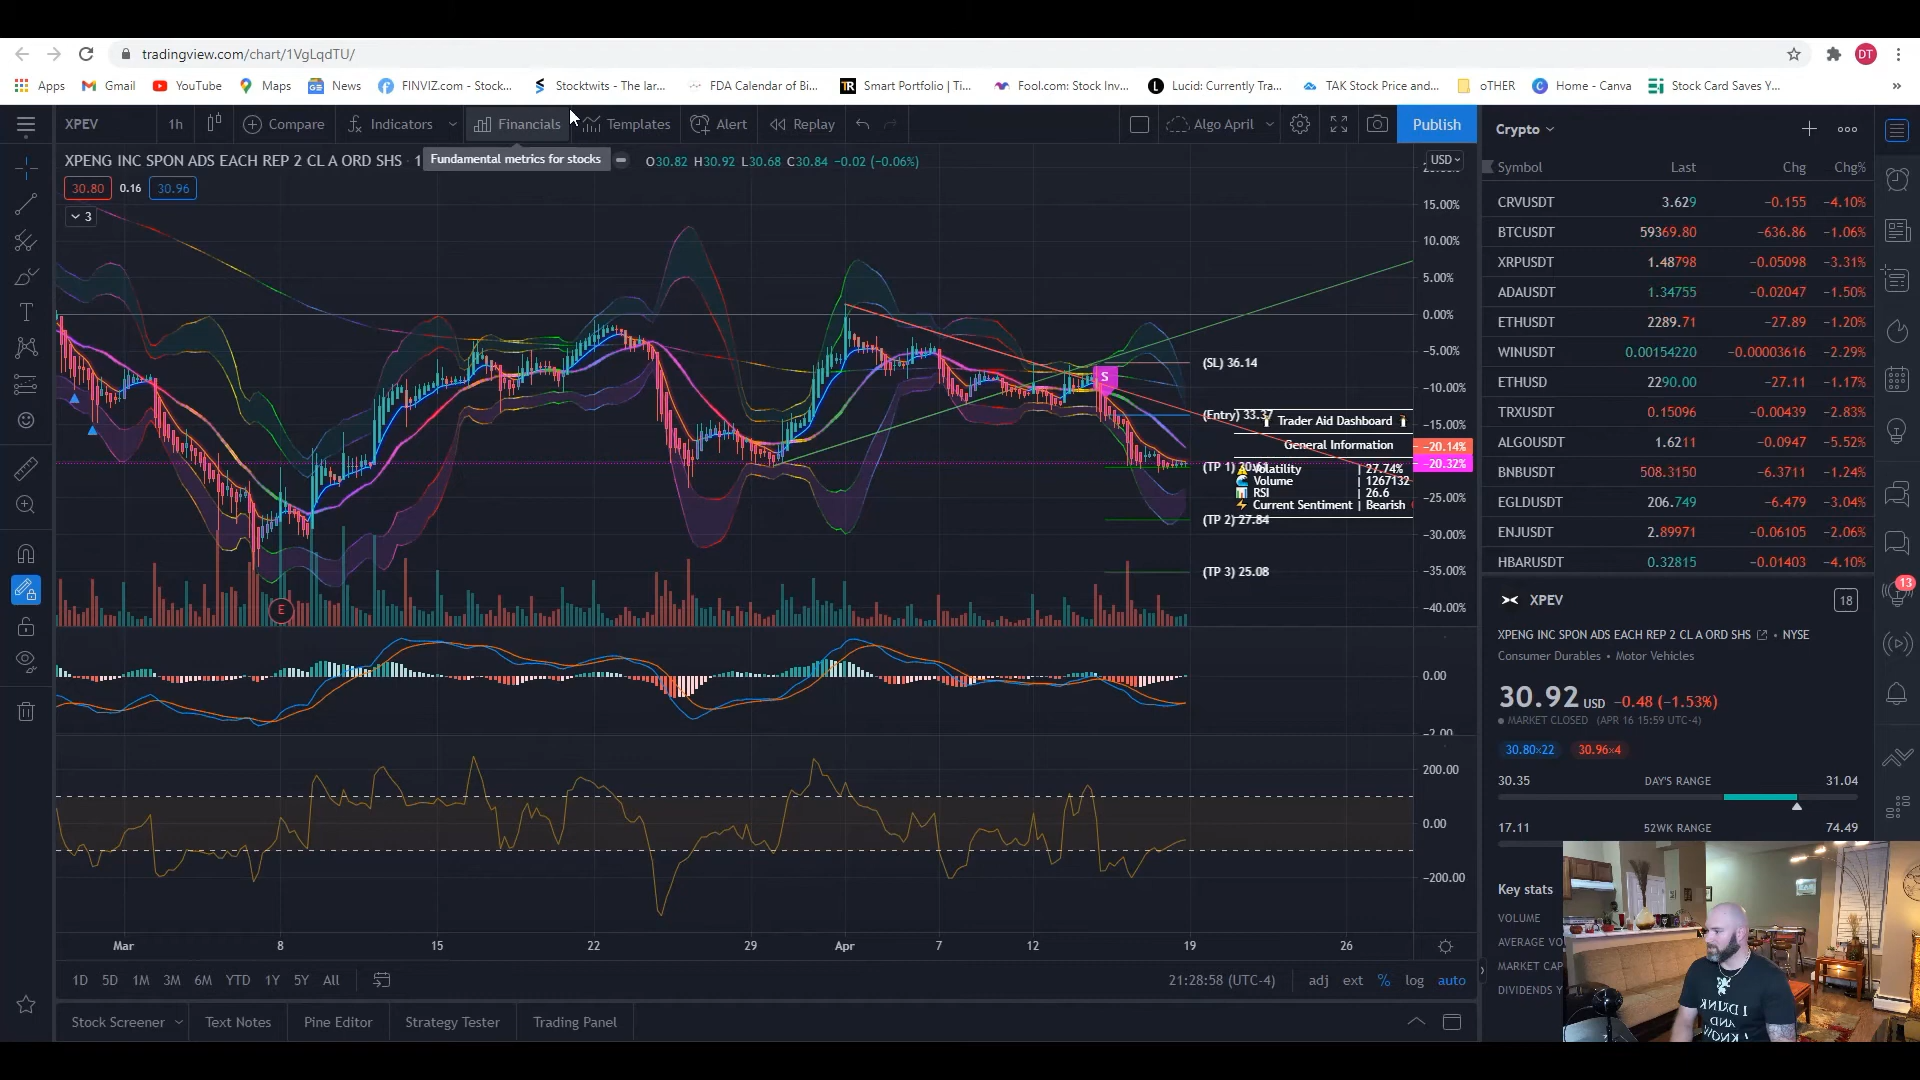 tradingview.com/chart/1VgLqdTU/
DT
Apps Gmail YouTube Maps News FINVIZ.com - Stock... Stocktwits - The lar... FDA Calendar of Bi... TR Smart Portfolio | Ti... Fool.com: Stock Inv... L Lucid: Currently Tra... TAK Stock Price and... oTHER C Home - Canva Stock Card Saves Y... »
XPEV 1h Compare Indicators Financials Templates Alert Replay Algo April Publish
XPENG INC SPON ADS EACH REP 2 CL A ORD SHS · 1
Fundamental metrics for stocks
O30.82 H30.92 L30.68 C30.84 −0.02 (−0.06%)
USD
30.80 0.16 30.96
3
15.00%
10.00%
5.00%
0.00%
−5.00%
−10.00%
−15.00%
−20.14%
−20.32%
−25.00%
−30.00%
−35.00%
−40.00%
(SL) 36.14
S
(Entry) 33.37
Trader Aid Dashboard
General Information
(TP 1)
Volatility | 27.74%
Volume | 1267132
RSI | 26.6
Current Sentiment | Bearish
(TP 2) 27.84
(TP 3) 25.08
E
0.00
−2.00
200.00
0.00
−200.00
Mar 8 15 22 29 Apr 7 12 19 26
1D 5D 1M 3M 6M YTD 1Y 5Y All
21:28:58 (UTC-4) adj ext % log auto
Stock Screener Text Notes Pine Editor Strategy Tester Trading Panel
Crypto
Symbol Last Chg Chg%
CRVUSDT 3.629 −0.155 −4.10%
BTCUSDT 59369.80 −636.86 −1.06%
XRPUSDT 1.48798 −0.05098 −3.31%
ADAUSDT 1.34755 −0.02047 −1.50%
ETHUSDT 2289.71 −27.89 −1.20%
WINUSDT 0.00154220 −0.00003616 −2.29%
ETHUSD 2290.00 −27.11 −1.17%
TRXUSDT 0.15096 −0.00439 −2.83%
ALGOUSDT 1.6211 −0.0947 −5.52%
BNBUSDT 508.3150 −6.3711 −1.24%
EGLDUSDT 206.749 −6.479 −3.04%
ENJUSDT 2.89971 −0.06105 −2.06%
HBARUSDT 0.32815 −0.01403 −4.10%
13
XPEV 18
XPENG INC SPON ADS EACH REP 2 CL A ORD SHS • NYSE
Consumer Durables • Motor Vehicles
30.92 USD −0.48 (−1.53%)
MARKET CLOSED (APR 16 15:59 UTC-4)
30.80×22 30.96×4
30.35 DAY'S RANGE 31.04
17.11 52WK RANGE 74.49
Key stats
VOLUME
AVERAGE VO
MARKET CAP
DIVIDENDS Y
I DRINK
AND
I KNOW